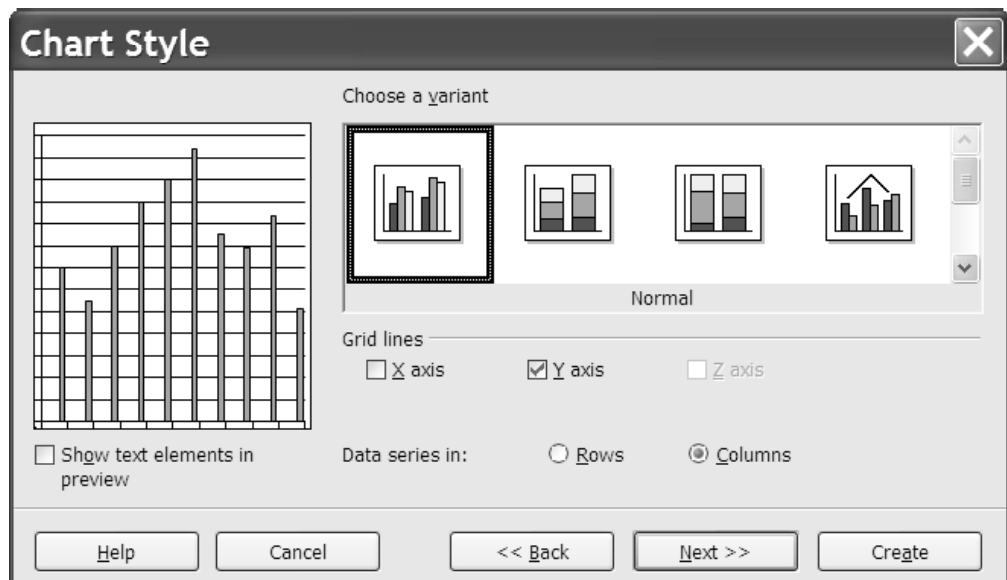 Chart Style
Choose a variant
Normal
Grid lines
X axis Y axis Z axis
Show text elements in
preview
Data series in: Rows Columns
Help Cancel << Back Next >> Create